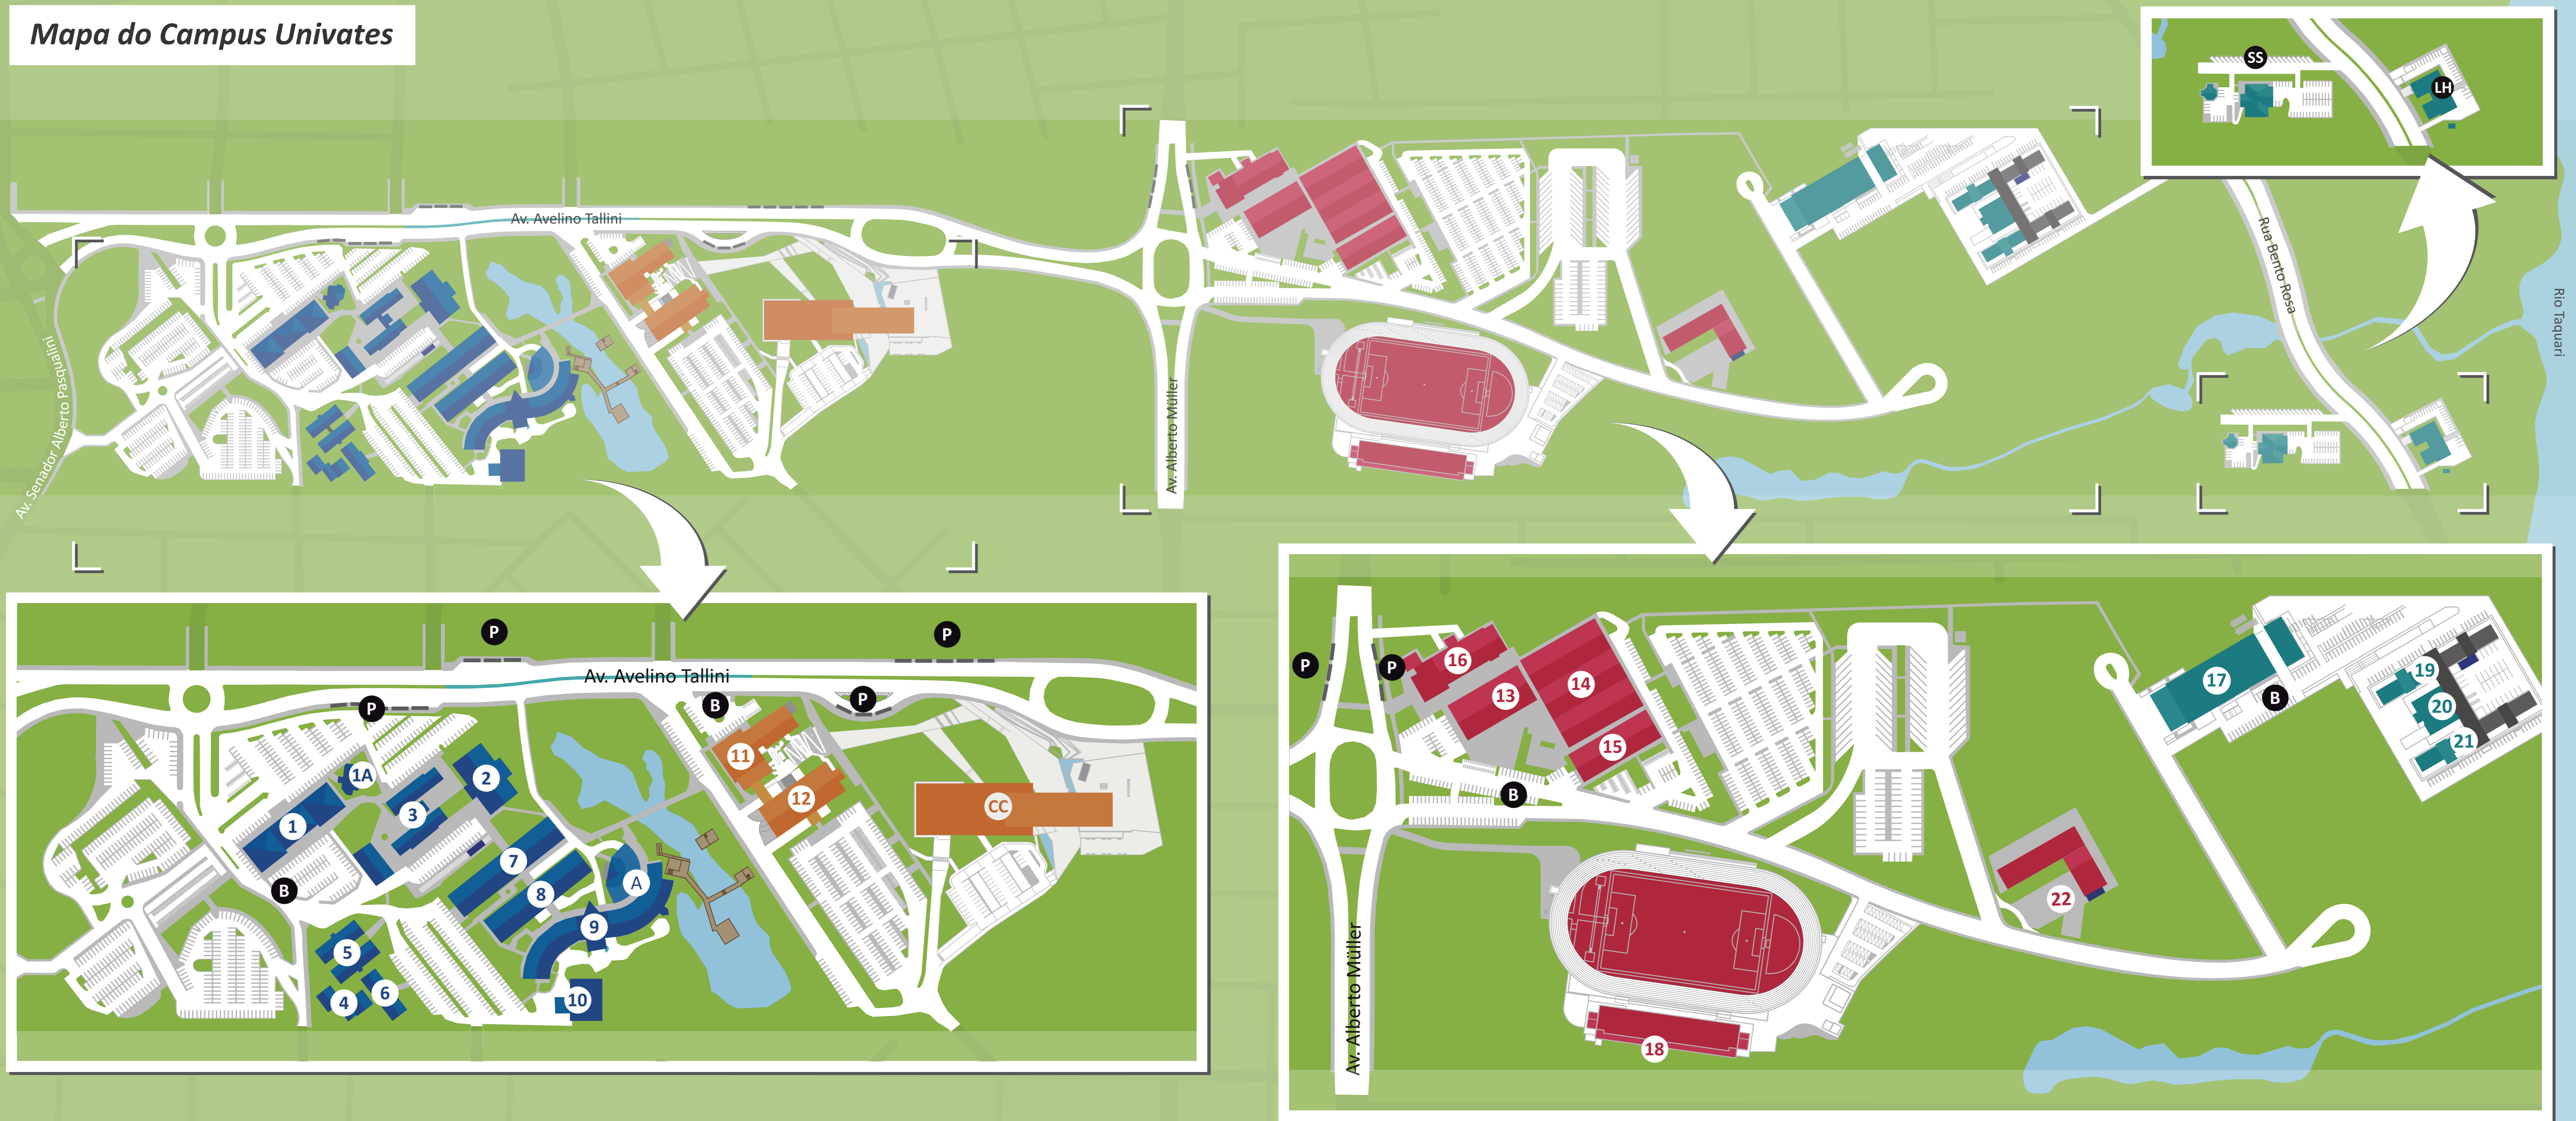 Mapa do Campus Univates
SS
LH
Av. Avelino Tallini
Av. Senador Alberto Pasqualini
Av. Alberto Müller
Rua Bento Rosa
Rio Taquari
P
P
Av. Avelino Tallini
P
B
P
11
1A
2
12
CC
1
3
7
A
B
8
9
5
6
4
10
P
P
16
13
14
15
B
17
B
19
20
21
22
18
Av. Alberto Müller